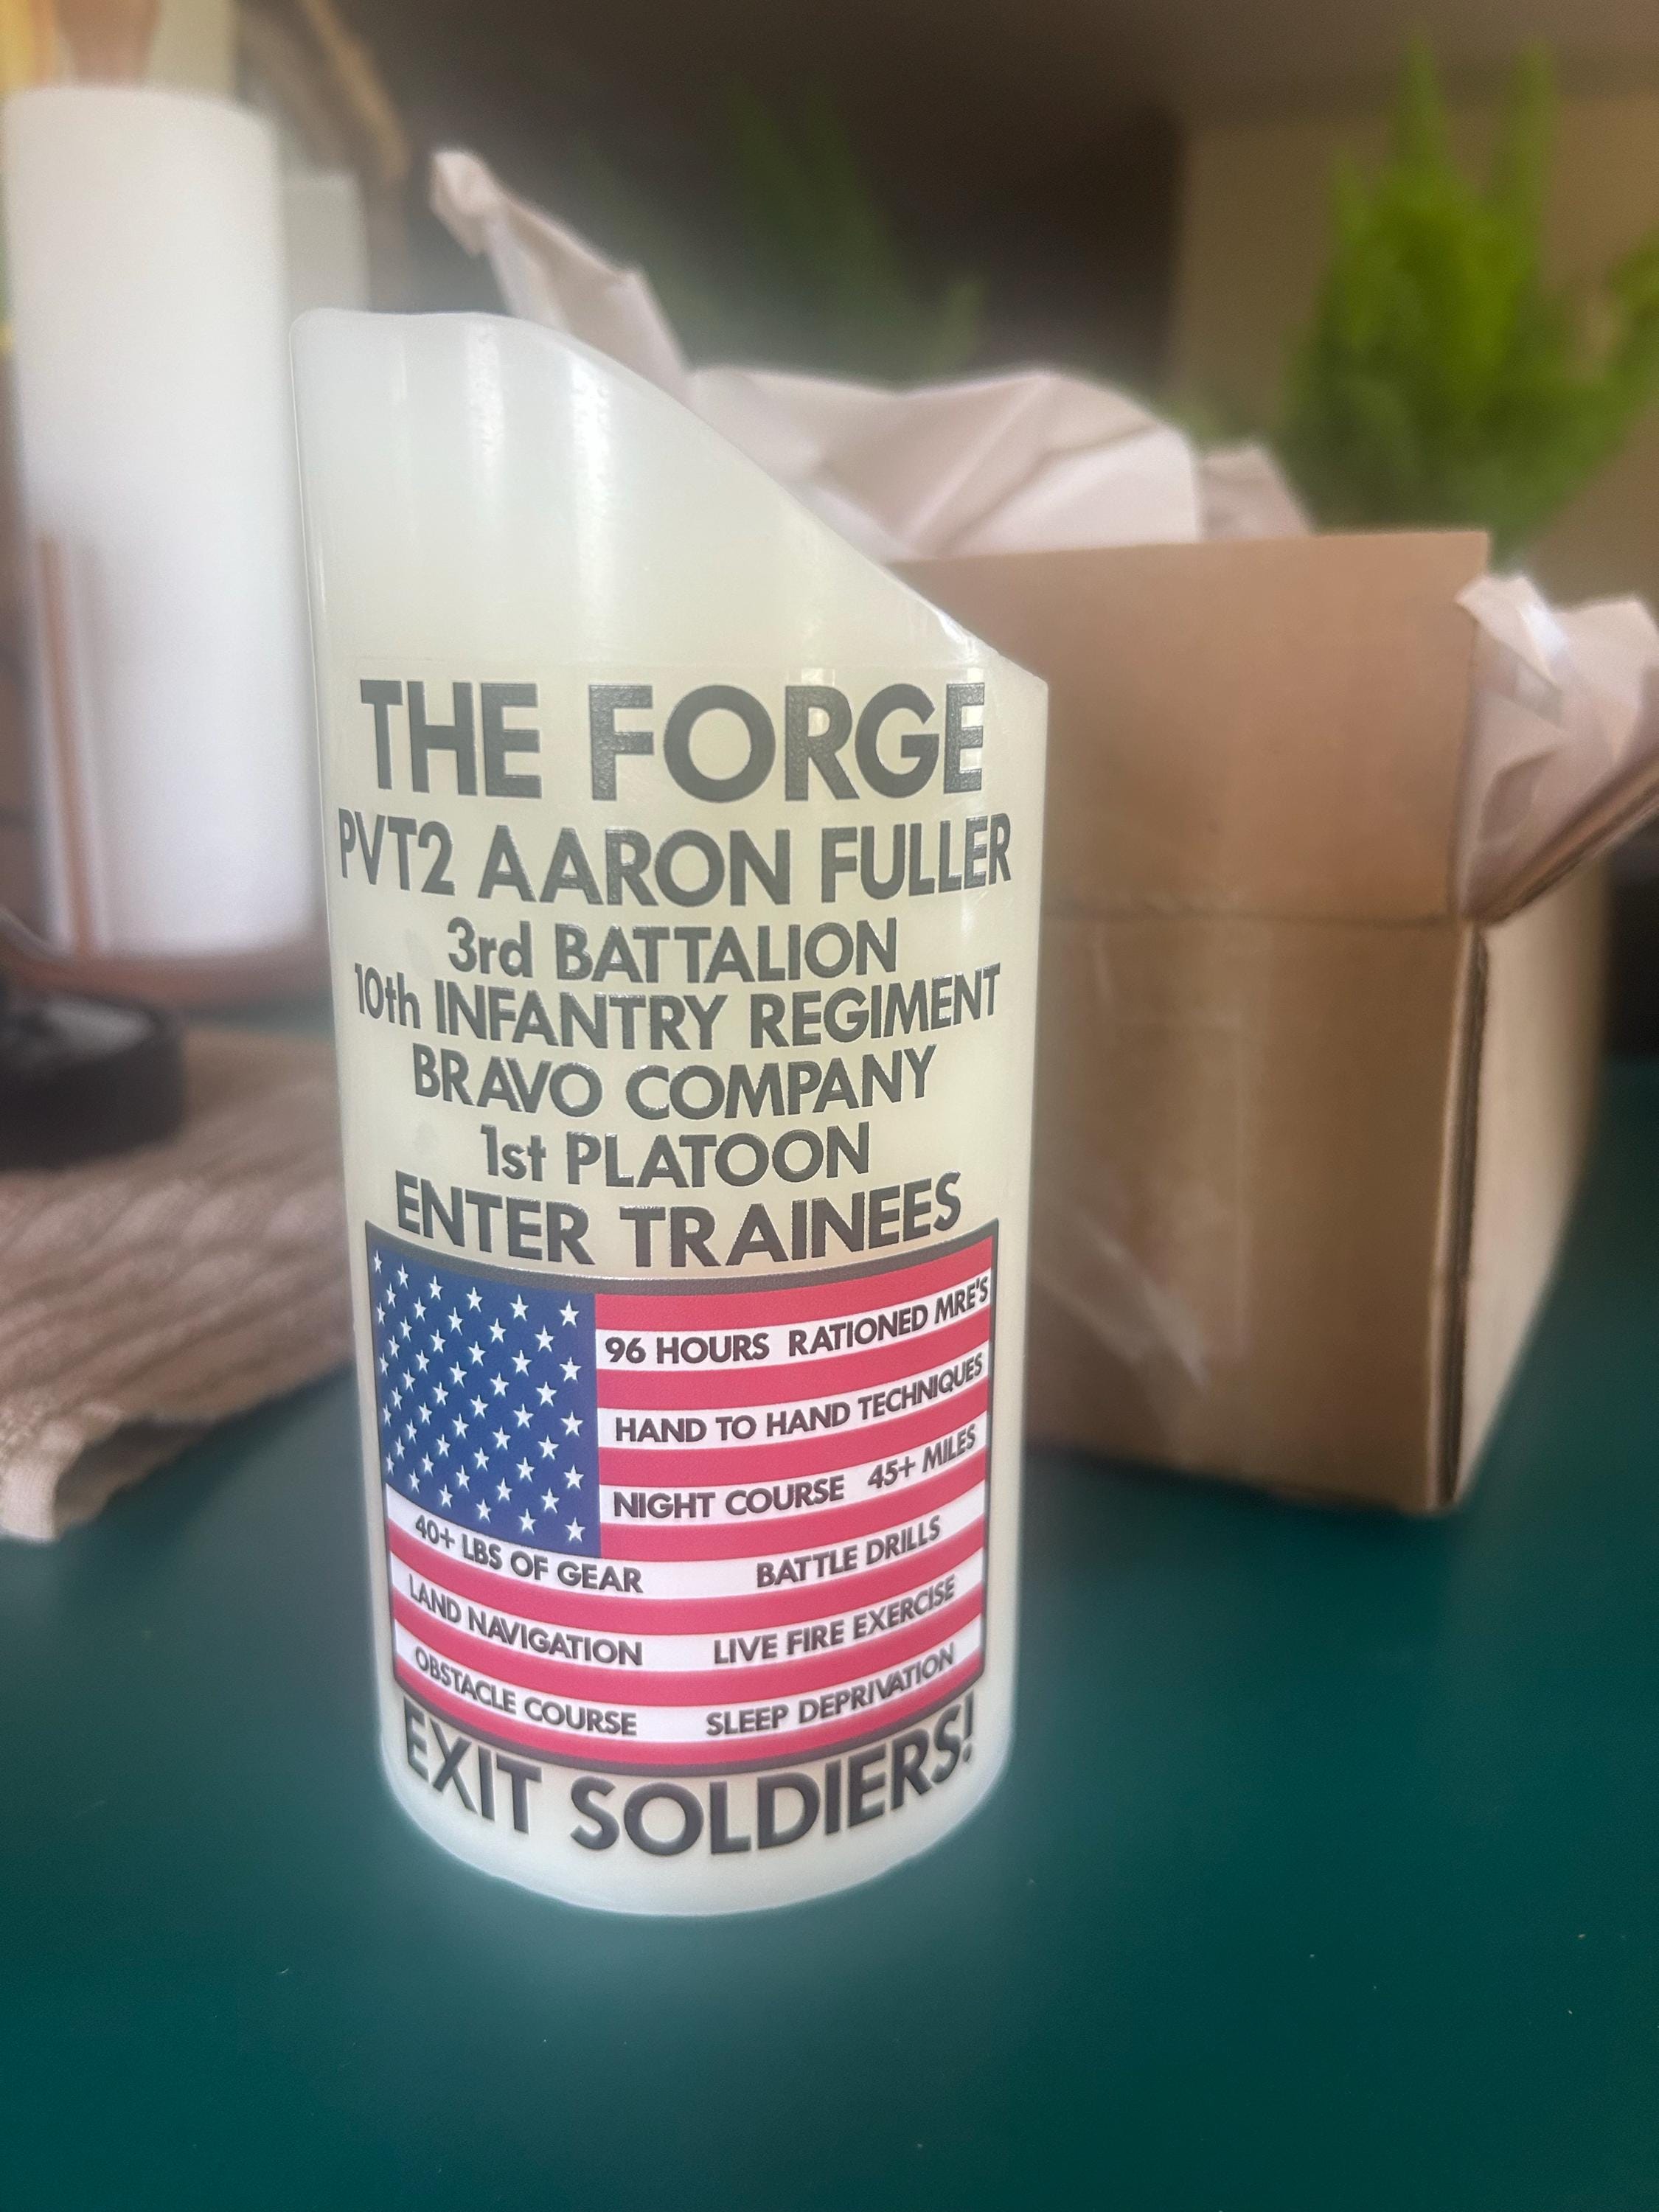 THE FORGE
PVT2 AARON FULLER
3rd BATTALION
10th INFANTRY REGIMENT
BRAVO COMPANY
1st PLATOON
ENTER TRAINEES
96 HOURS RATIONED MRE'S
HAND TO HAND TECHNIQUES
NIGHT COURSE 45+ MILES
40+ LBS OF GEAR BATTLE DRILLS
LAND NAVIGATION LIVE FIRE EXERCISE
OBSTACLE COURSE SLEEP DEPRIVATION
EXIT SOLDIERS!